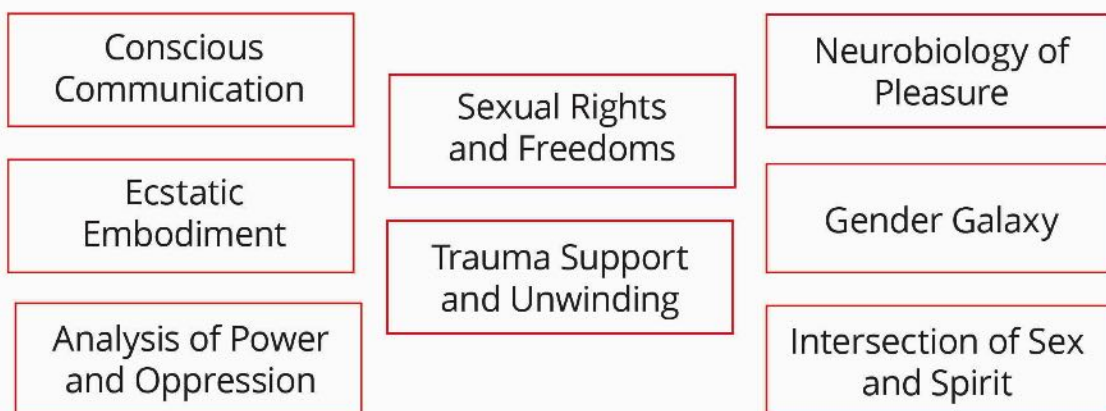 Conscious
Communication
Ecstatic
Embodiment
Analysis of Power
and Oppression
Sexual Rights
and Freedoms
Trauma Support
and Unwinding
Neurobiology of
Pleasure
Gender Galaxy
Intersection of Sex
and Spirit